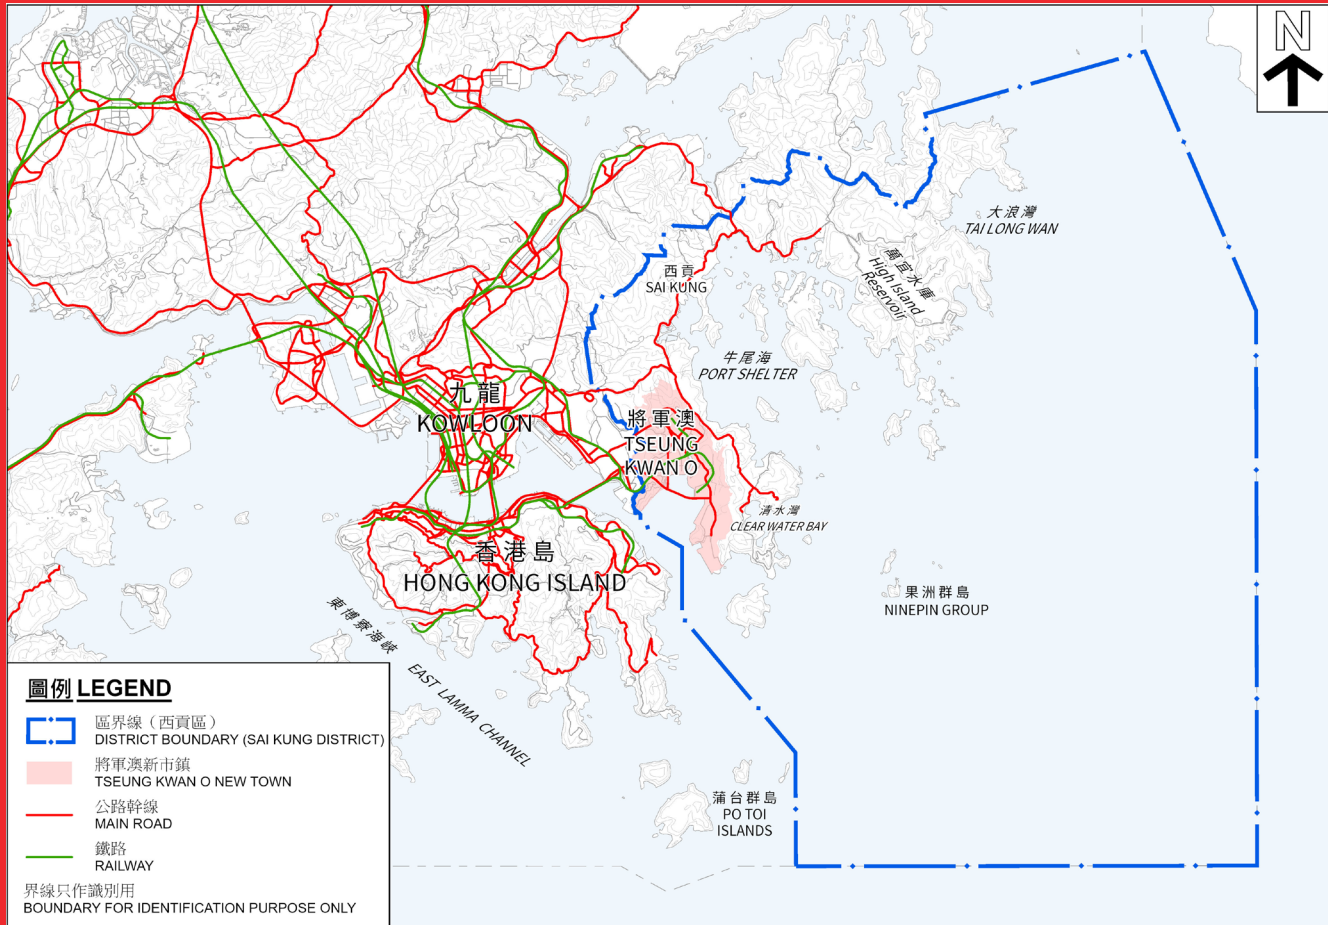 N
大浪灣
TAI LONG WAN
西貢
SAI KUNG
萬宜水庫
High Island
Reservoir
牛尾海
PORT SHELTER
九龍
KOWLOON
將軍澳
TSEUNG
KWAN O
清水灣
CLEAR WATER BAY
香港島
HONG KONG ISLAND
果洲群島
NINEPIN GROUP
東博寮海峽
EAST LAMMA CHANNEL
蒲台群島
PO TOI
ISLANDS
圖例 LEGEND
區界線（西貢區）
DISTRICT BOUNDARY (SAI KUNG DISTRICT)
將軍澳新市鎮
TSEUNG KWAN O NEW TOWN
公路幹線
MAIN ROAD
鐵路
RAILWAY
界線只作識別用
BOUNDARY FOR IDENTIFICATION PURPOSE ONLY